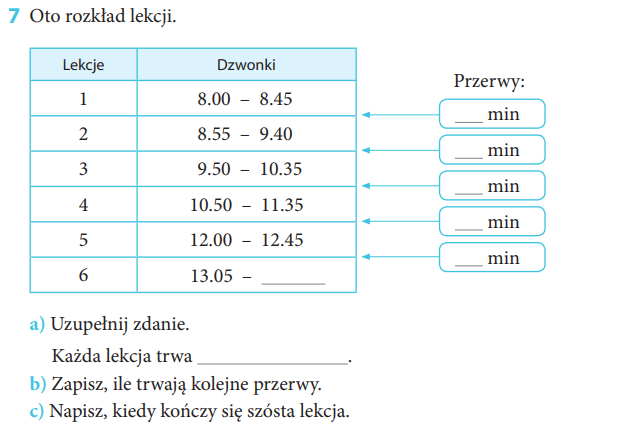 7 Oto rozkład lekcji.
Lekcje Dzwonki
Przerwy:
1 8.00 – 8.45
___ min
2 8.55 – 9.40
___ min
3 9.50 – 10.35
___ min
4 10.50 – 11.35
___ min
5 12.00 – 12.45
___ min
6 13.05 – _______
a) Uzupełnij zdanie.
Każda lekcja trwa ________________.
b) Zapisz, ile trwają kolejne przerwy.
c) Napisz, kiedy kończy się szósta lekcja.